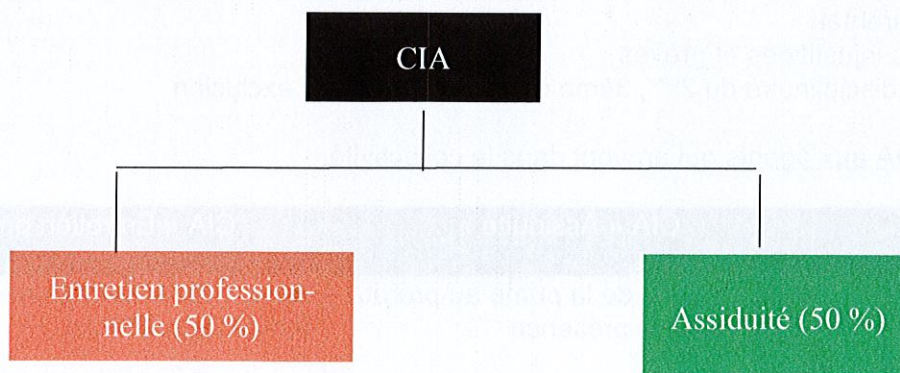 CIA
Entretien profession-
nelle (50 %)
Assiduité (50 %)